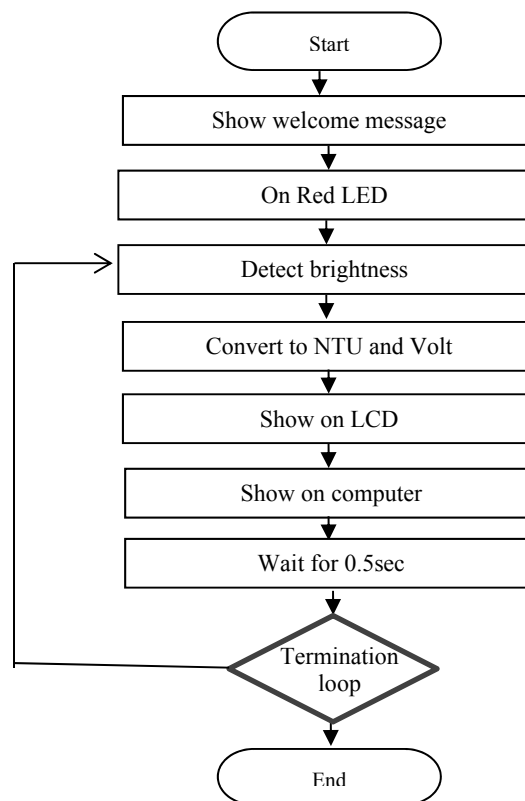 Start
Show welcome message
On Red LED
Detect brightness
Convert to NTU and Volt
Show on LCD
Show on computer
Wait for 0.5sec
Termination
loop
End